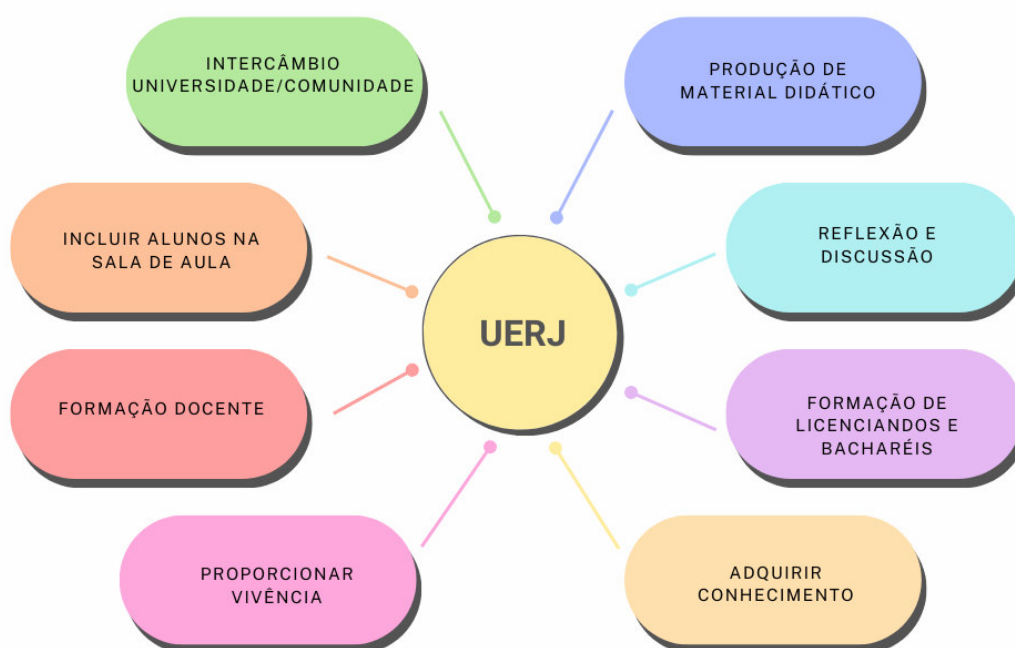 INTERCÂMBIO
UNIVERSIDADE/COMUNIDADE
PRODUÇÃO DE
MATERIAL DIDÁTICO
INCLUIR ALUNOS NA
SALA DE AULA
REFLEXÃO E
DISCUSSÃO
UERJ
FORMAÇÃO DOCENTE
FORMAÇÃO DE
LICENCIANDOS E
BACHARÉIS
PROPORCIONAR
VIVÊNCIA
ADQUIRIR
CONHECIMENTO